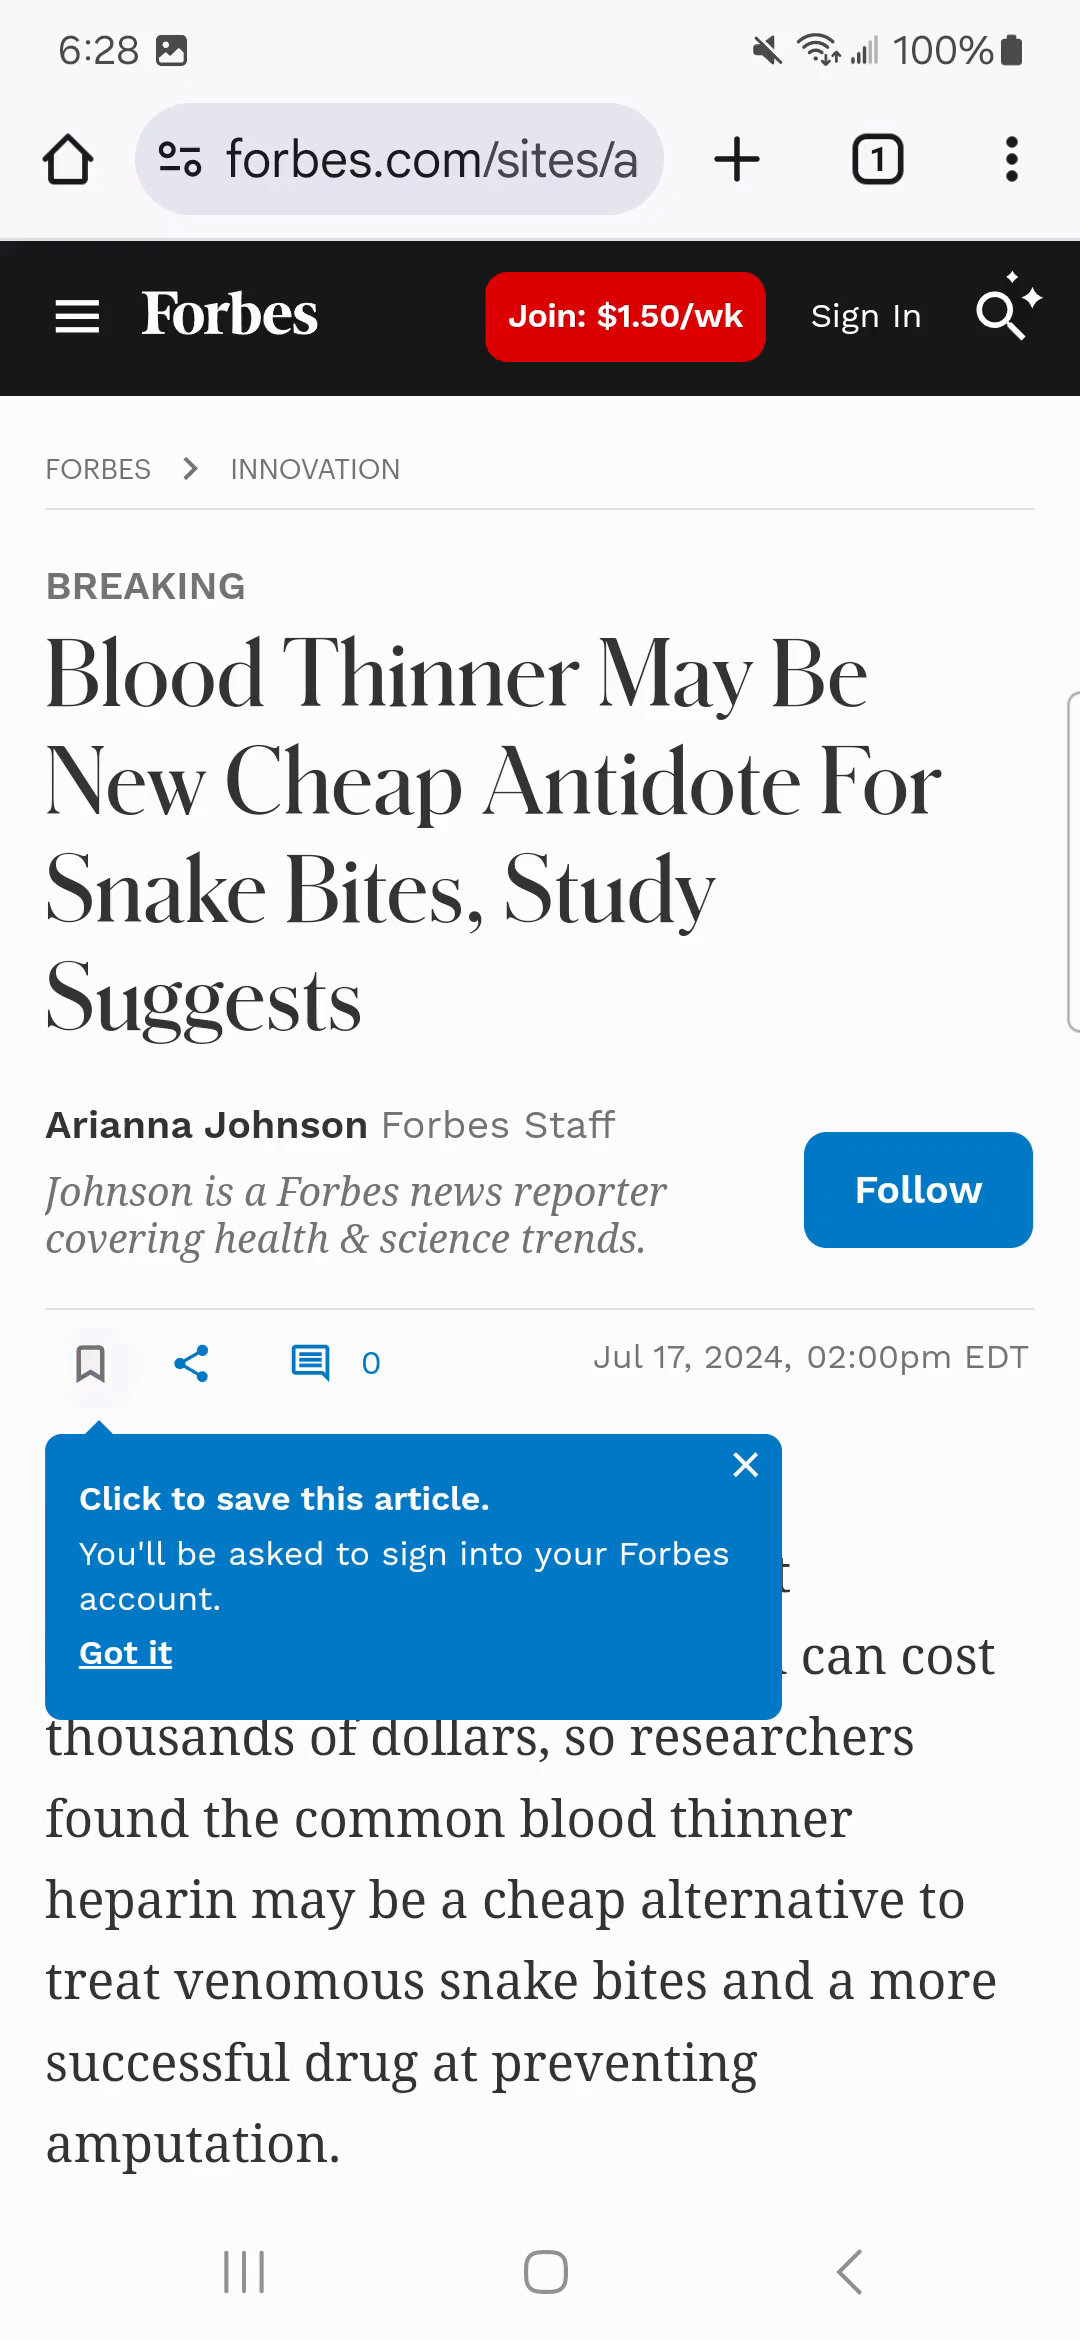 6:28
100%
forbes.com/sites/a
1
Forbes
Join: $1.50/wk
Sign In
FORBES
INNOVATION
BREAKING
Blood Thinner May Be
New Cheap Antidote For
Snake Bites, Study
Suggests
Arianna Johnson Forbes Staff
Johnson is a Forbes news reporter
covering health & science trends.
Follow
0
Jul 17, 2024, 02:00pm EDT
Click to save this article.
You'll be asked to sign into your Forbes
account.
Got it
can cost
thousands of dollars, so researchers
found the common blood thinner
heparin may be a cheap alternative to
treat venomous snake bites and a more
successful drug at preventing
amputation.